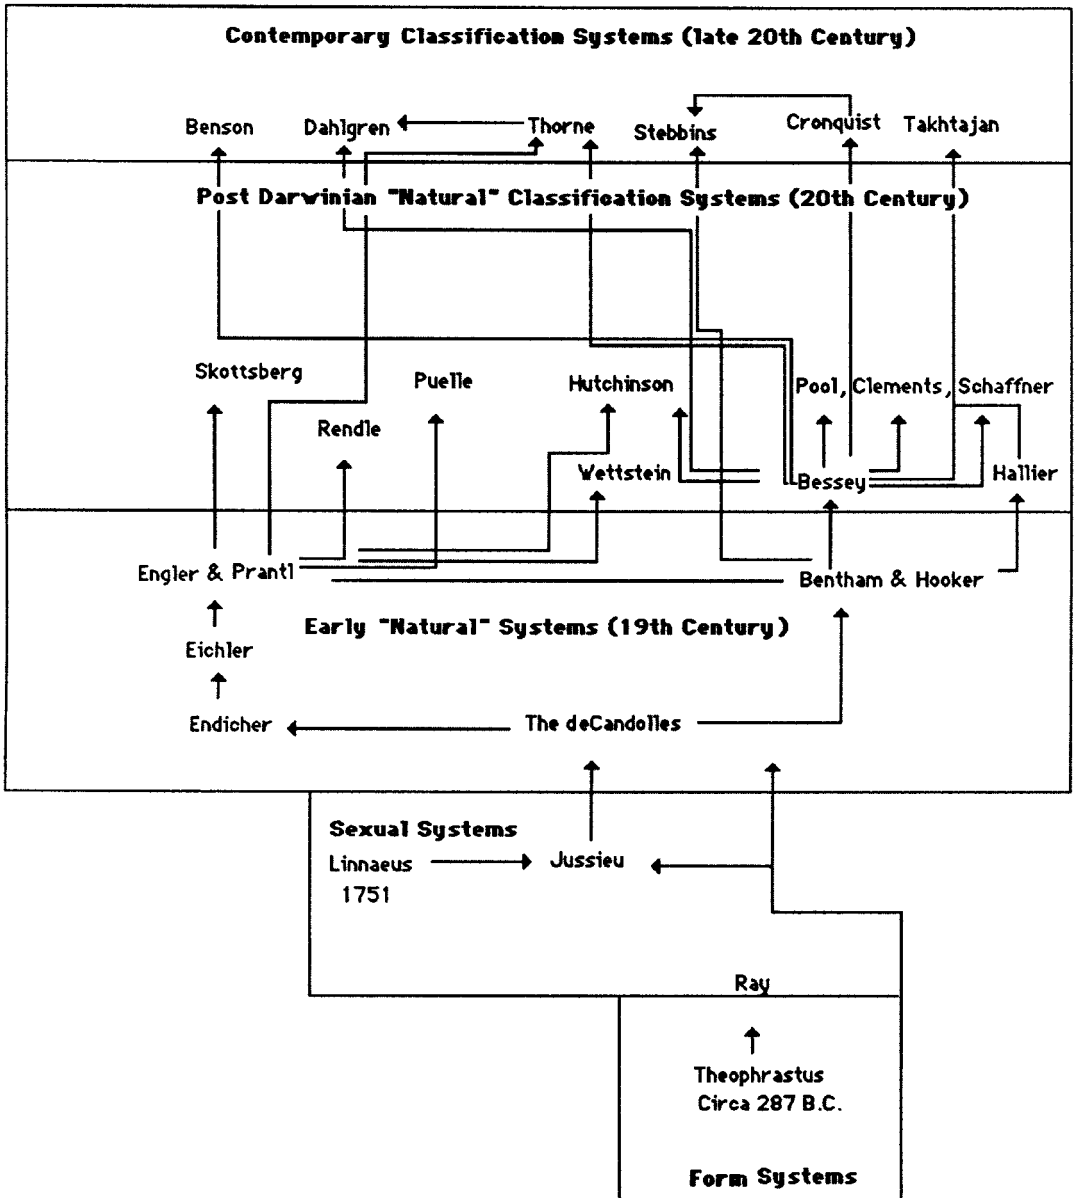 Contemporary Classification Systems (late 20th Century)
Benson Dahlgren Thorne Stebbins Cronquist Takhtajan
Post Darwinian "Natural" Classification Systems (20th Century)
Skottsberg Puelle Hutchinson Pool, Clements, Schaffner
Rendle Wettstein Bessey Hallier
Engler & Prantl Bentham & Hooker
Early "Natural" Systems (19th Century)
Eichler
Endicher The deCandolles
Sexual Systems
Linnaeus Jussieu
1751
Ray
Theophrastus
Circa 287 B.C.
Form Systems